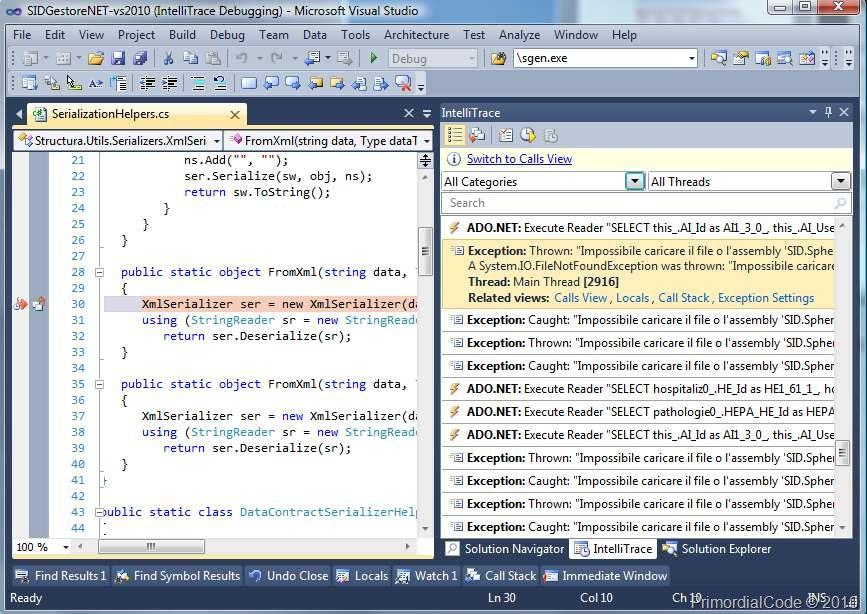 SIDGestoreNET-vs2010 (IntelliTrace Debugging) - Microsoft Visual Studio
File Edit View Project Build Debug Team Data Tools Architecture Test Analyze Window Help
Debug \sgen.exe
SerializationHelpers.cs
Structura.Utils.Serializers.XmlSeri FromXml(string data, Type dataT
21 ns.Add("", "");
22 ser.Serialize(sw, obj, ns);
23 return sw.ToString();
24 }
25 }
26 }
27
28 public static object FromXml(string data,
29 {
30 XmlSerializer ser = new XmlSerializer(da
31 using (StringReader sr = new StringReade
32 return ser.Deserialize(sr);
33 }
34
35 public static object FromXml(string data,
36 {
37 XmlSerializer ser = new XmlSerializer(da
38 using (StringReader sr = new StringReade
39 return ser.Deserialize(sr);
40 }
41 }
42
43 public static class DataContractSerializerHel
44
100 %
IntelliTrace
Switch to Calls View
All Categories All Threads
Search
ADO.NET: Execute Reader "SELECT this_.AI_Id as AI1_3_0_, this_.AI_Use
Exception: Thrown: "Impossibile caricare il file o l'assembly 'SID.Sphe
A System.IO.FileNotFoundException was thrown: "Impossibile caricare
Thread: Main Thread [2916]
Related views: Calls View , Locals , Call Stack , Exception Settings
Exception: Caught: "Impossibile caricare il file o l'assembly 'SID.Spher
Exception: Thrown: "Impossibile caricare il file o l'assembly 'SID.Sphe
Exception: Caught: "Impossibile caricare il file o l'assembly 'SID.Spher
ADO.NET: Execute Reader "SELECT hospitaliz0_.HE_Id as HE1_61_1_, ho
ADO.NET: Execute Reader "SELECT pathologie0_.HEPA_HE_Id as HEPA
ADO.NET: Execute Reader "SELECT this_.AI_Id as AI1_3_0_, this_.AI_Use
Exception: Thrown: "Impossibile caricare il file o l'assembly 'SID.Sphe
Exception: Caught: "Impossibile caricare il file o l'assembly 'SID.Spher
Exception: Thrown: "Impossibile caricare il file o l'assembly 'SID.Sphe
Exception: Caught: "Impossibile caricare il file o l'assembly 'SID.Spher
Solution Navigator IntelliTrace Solution Explorer
Find Results 1 Find Symbol Results Undo Close Locals Watch 1 Call Stack Immediate Window
Ready Ln 30 Col 10 Ch 10 INS
PrimordialCode ©